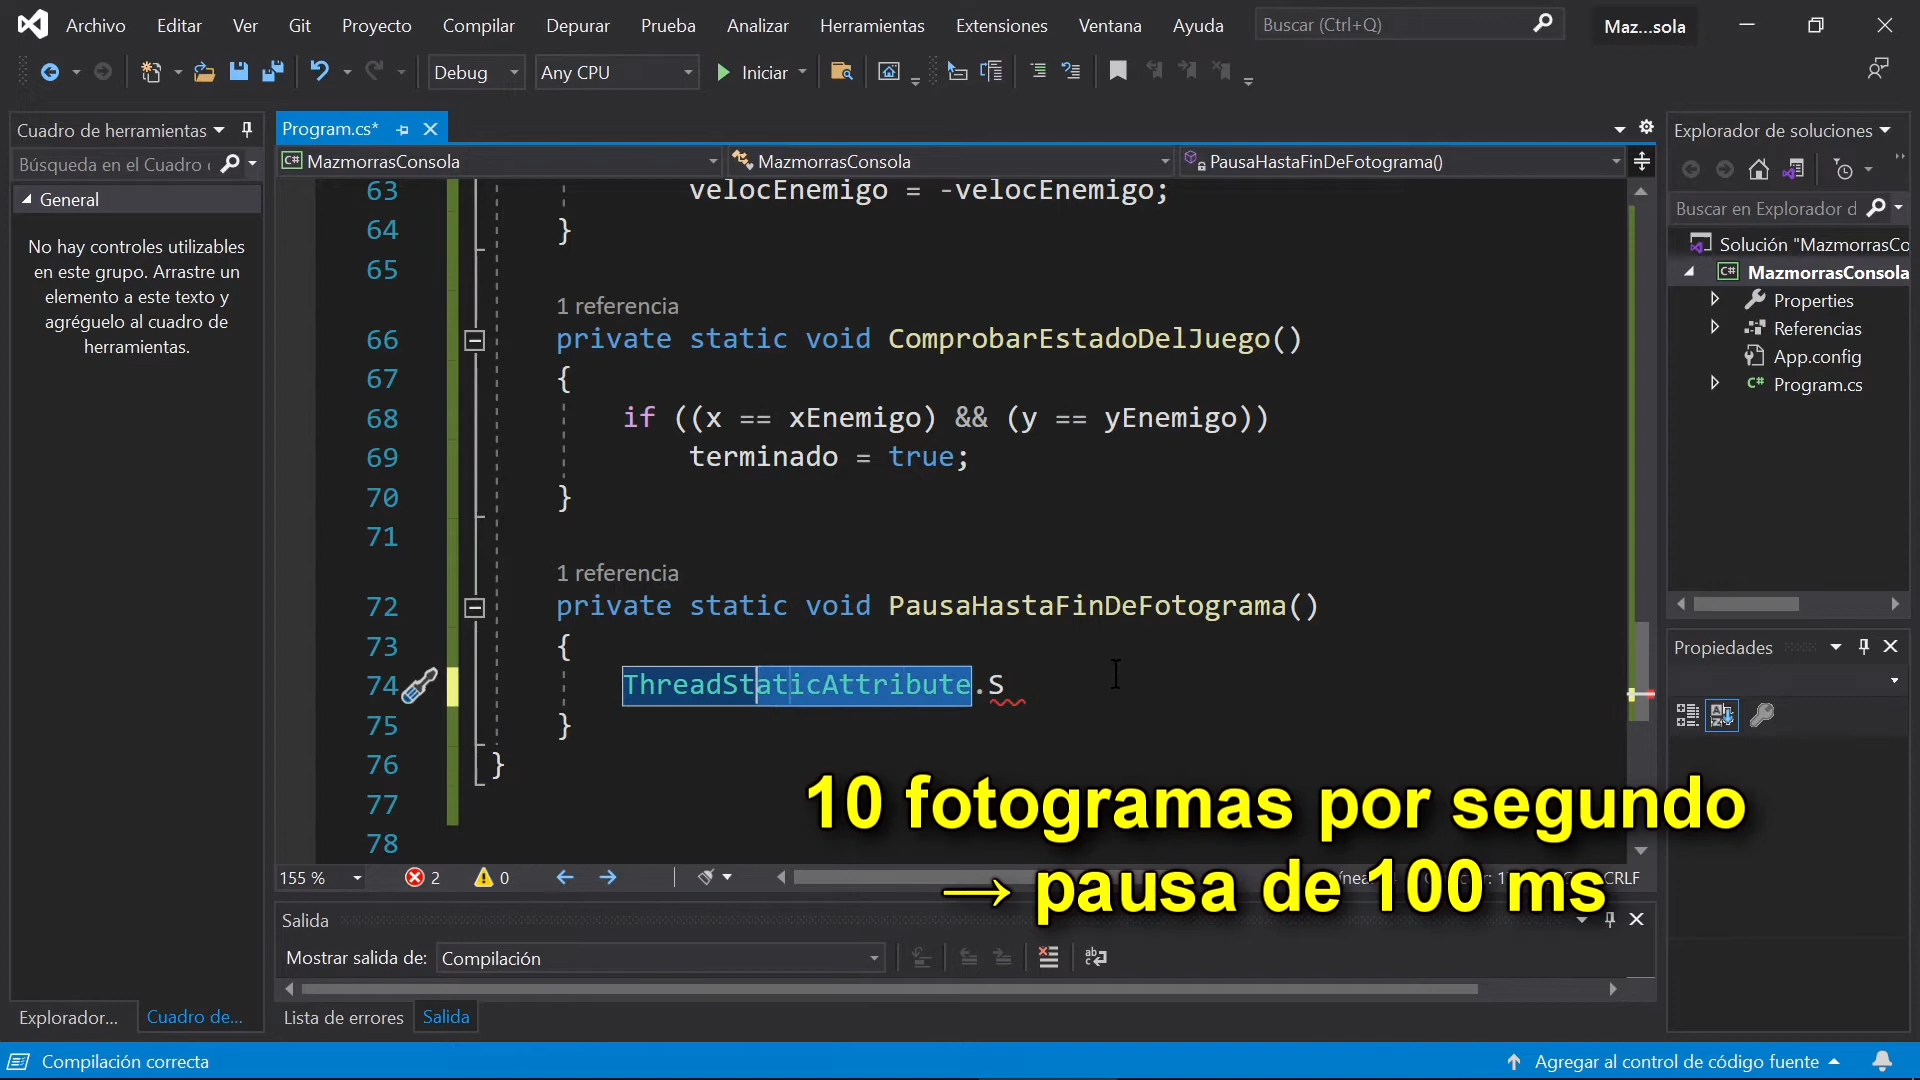 Archivo Editar Ver Git Proyecto Compilar Depurar Prueba Analizar Herramientas Extensiones Ventana Ayuda Buscar (Ctrl+Q) Maz...sola
Debug Any CPU Iniciar
Cuadro de herramientas
Búsqueda en el Cuadro
General
No hay controles utilizables
en este grupo. Arrastre un
elemento a este texto y
agréguelo al cuadro de
herramientas.
Program.cs*
MazmorrasConsola MazmorrasConsola PausaHastaFinDeFotograma()
63 velocEnemigo = -velocEnemigo;
64 }
65
1 referencia
66 private static void ComprobarEstadoDelJuego()
67 {
68 if ((x == xEnemigo) && (y == yEnemigo))
69 terminado = true;
70 }
71
1 referencia
72 private static void PausaHastaFinDeFotograma()
73 {
74 ThreadStaticAttribute.S
75 }
76 }
77
78
10 fotogramas por segundo
→ pausa de 100 ms
155 % 2 0 CRLF
Salida
Mostrar salida de: Compilación
Explorador... Cuadro de... Lista de errores Salida
Explorador de soluciones
Buscar en Explorador d
Solución "MazmorrasCo
C# MazmorrasConsola
Properties
Referencias
App.config
C# Program.cs
Propiedades
Compilación correcta Agregar al control de código fuente